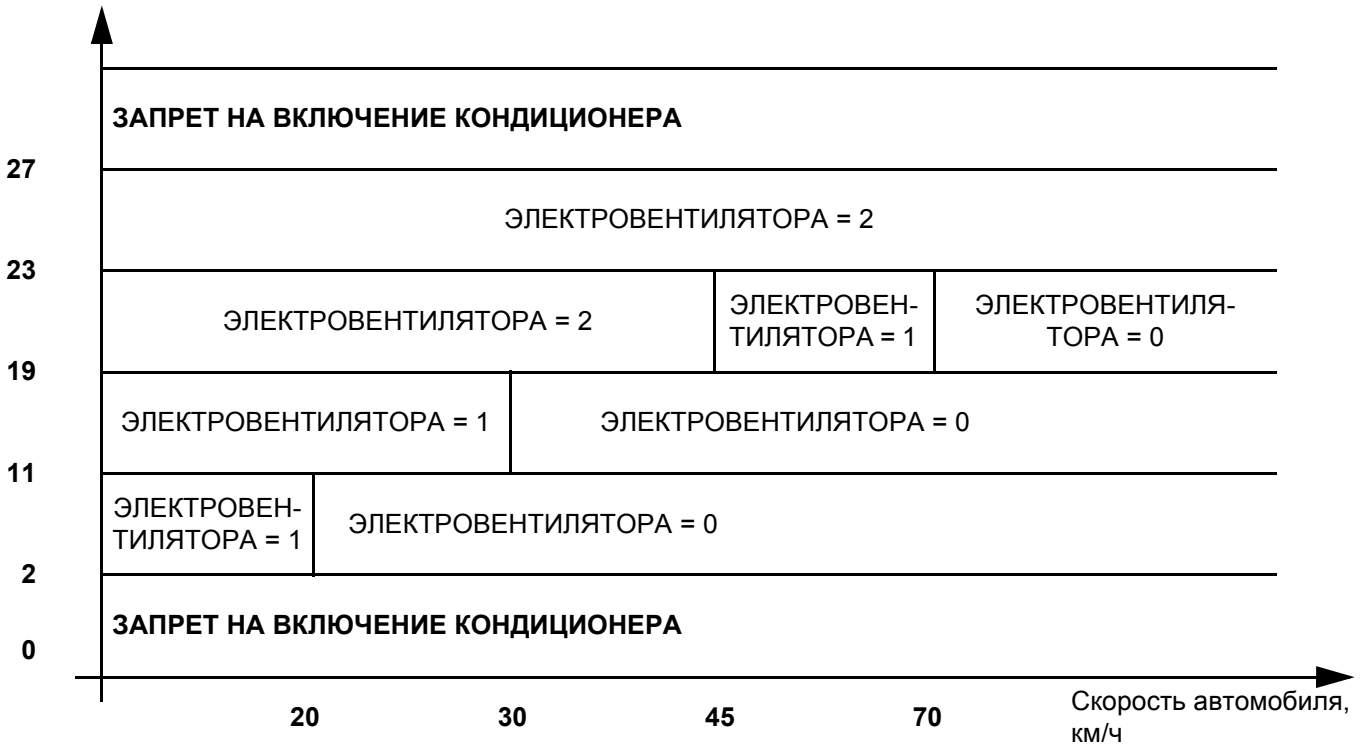 ЗАПРЕТ НА ВКЛЮЧЕНИЕ КОНДИЦИОНЕРА
27
ЭЛЕКТРОВЕНТИЛЯТОРА = 2
23
ЭЛЕКТРОВЕНТИЛЯТОРА = 2
ЭЛЕКТРОВЕН-
ТИЛЯТОРА = 1
ЭЛЕКТРОВЕНТИЛЯ-
ТОРА = 0
19
ЭЛЕКТРОВЕНТИЛЯТОРА = 1
ЭЛЕКТРОВЕНТИЛЯТОРА = 0
11
ЭЛЕКТРОВЕН-
ТИЛЯТОРА = 1
ЭЛЕКТРОВЕНТИЛЯТОРА = 0
2
ЗАПРЕТ НА ВКЛЮЧЕНИЕ КОНДИЦИОНЕРА
0
20
30
45
70
Скорость автомобиля,
км/ч